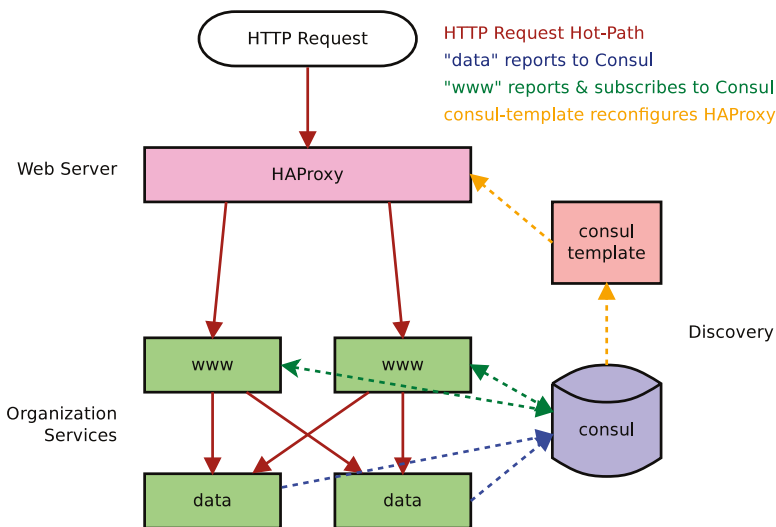 HTTP Request
HTTP Request Hot-Path
"data" reports to Consul
"www" reports & subscribes to Consul
consul-template reconfigures HAProxy
Web Server
HAProxy
consul
template
Discovery
www
www
Organization
Services
consul
data
data